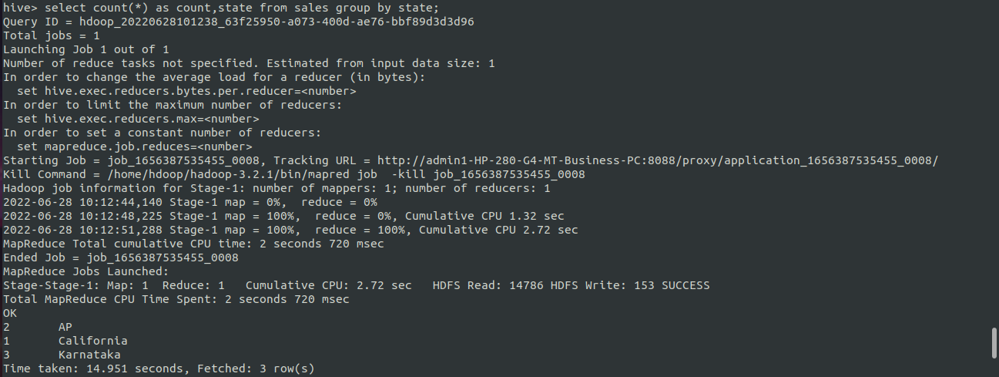 hive> select count(*) as count,state from sales group by state;
Query ID = hdoop_20220628101238_63f25950-a073-400d-ae76-bbf89d3d3d96
Total jobs = 1
Launching Job 1 out of 1
Number of reduce tasks not specified. Estimated from input data size: 1
In order to change the average load for a reducer (in bytes):
  set hive.exec.reducers.bytes.per.reducer=<number>
In order to limit the maximum number of reducers:
  set hive.exec.reducers.max=<number>
In order to set a constant number of reducers:
  set mapreduce.job.reduces=<number>
Starting Job = job_1656387535455_0008, Tracking URL = http://admin1-HP-280-G4-MT-Business-PC:8088/proxy/application_1656387535455_0008/
Kill Command = /home/hdoop/hadoop-3.2.1/bin/mapred job  -kill job_1656387535455_0008
Hadoop job information for Stage-1: number of mappers: 1; number of reducers: 1
2022-06-28 10:12:44,140 Stage-1 map = 0%,  reduce = 0%
2022-06-28 10:12:48,225 Stage-1 map = 100%,  reduce = 0%, Cumulative CPU 1.32 sec
2022-06-28 10:12:51,288 Stage-1 map = 100%,  reduce = 100%, Cumulative CPU 2.72 sec
MapReduce Total cumulative CPU time: 2 seconds 720 msec
Ended Job = job_1656387535455_0008
MapReduce Jobs Launched:
Stage-Stage-1: Map: 1  Reduce: 1   Cumulative CPU: 2.72 sec   HDFS Read: 14786 HDFS Write: 153 SUCCESS
Total MapReduce CPU Time Spent: 2 seconds 720 msec
OK
2       AP
1       California
3       Karnataka
Time taken: 14.951 seconds, Fetched: 3 row(s)